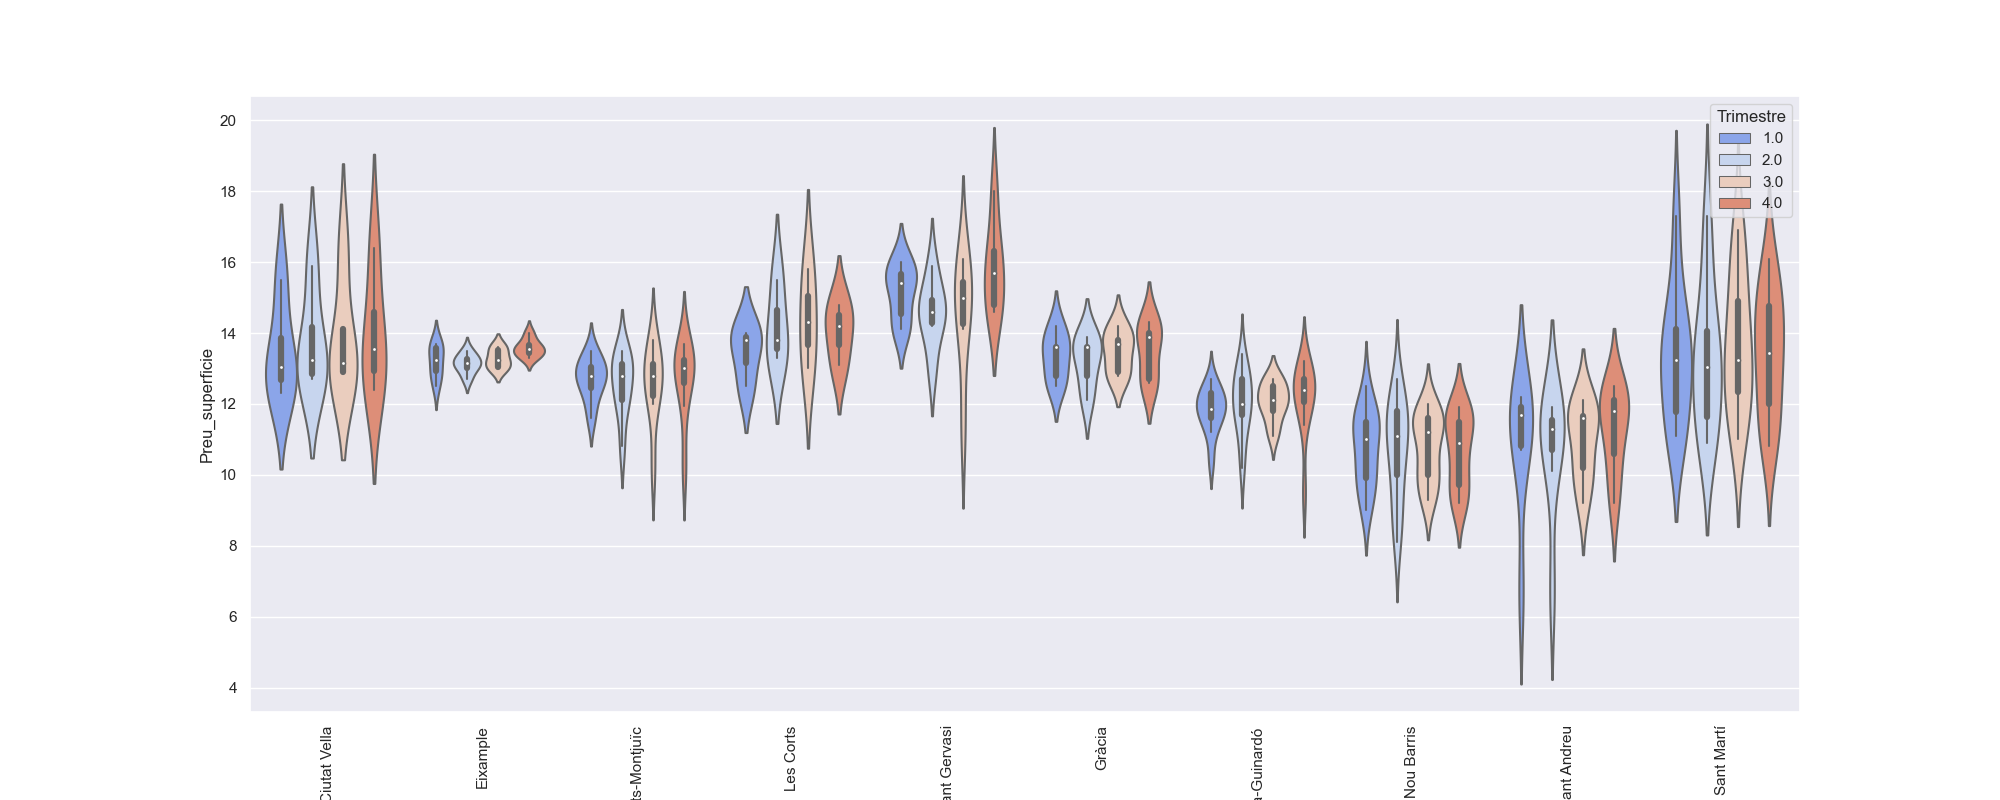 Preu_superficie
20
18
16
14
12
10
8
6
4
Trimestre
1.0
2.0
3.0
4.0
Ciutat Vella
Eixample
ts-Montjuïc
Les Corts
ant Gervasi
Gràcia
a-Guinardó
Nou Barris
ant Andreu
Sant Martí